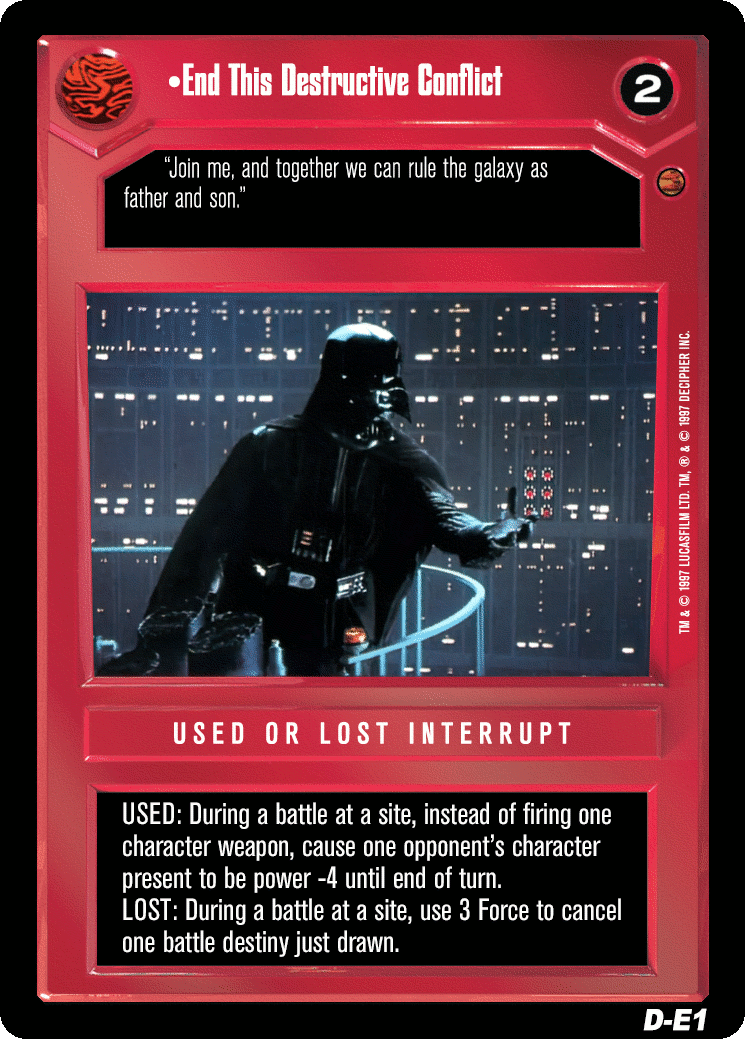 •End This Destructive Conflict
2
“Join me, and together we can rule the galaxy as
father and son.”
TM & © 1997 LUCASFILM LTD. TM, ® & © 1997 DECIPHER INC.
USED OR LOST INTERRUPT
USED: During a battle at a site, instead of firing one
character weapon, cause one opponent’s character
present to be power -4 until end of turn.
LOST: During a battle at a site, use 3 Force to cancel
one battle destiny just drawn.
D-E1